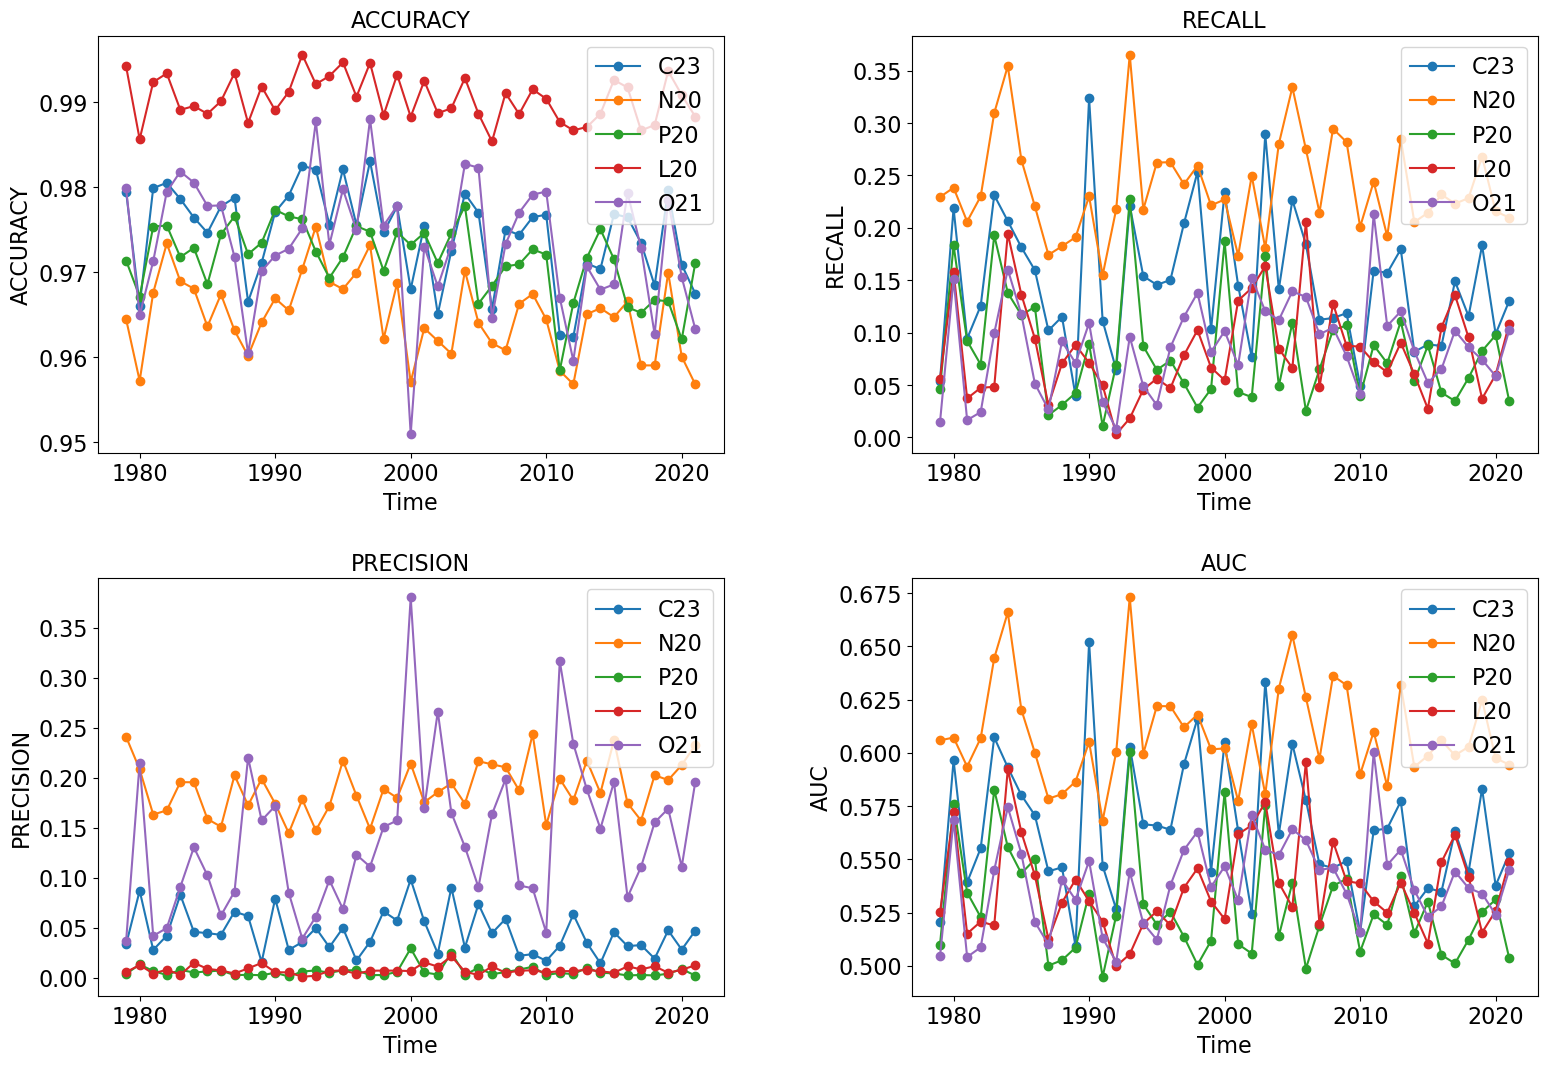 ACCURACY
ACCURACY
0.99
0.98
0.97
0.96
0.95
1980 1990 2000 2010 2020
Time
C23
N20
P20
L20
O21
RECALL
RECALL
0.35
0.30
0.25
0.20
0.15
0.10
0.05
0.00
1980 1990 2000 2010 2020
Time
C23
N20
P20
L20
O21
PRECISION
PRECISION
0.35
0.30
0.25
0.20
0.15
0.10
0.05
0.00
1980 1990 2000 2010 2020
Time
C23
N20
P20
L20
O21
AUC
AUC
0.675
0.650
0.625
0.600
0.575
0.550
0.525
0.500
1980 1990 2000 2010 2020
Time
C23
N20
P20
L20
O21